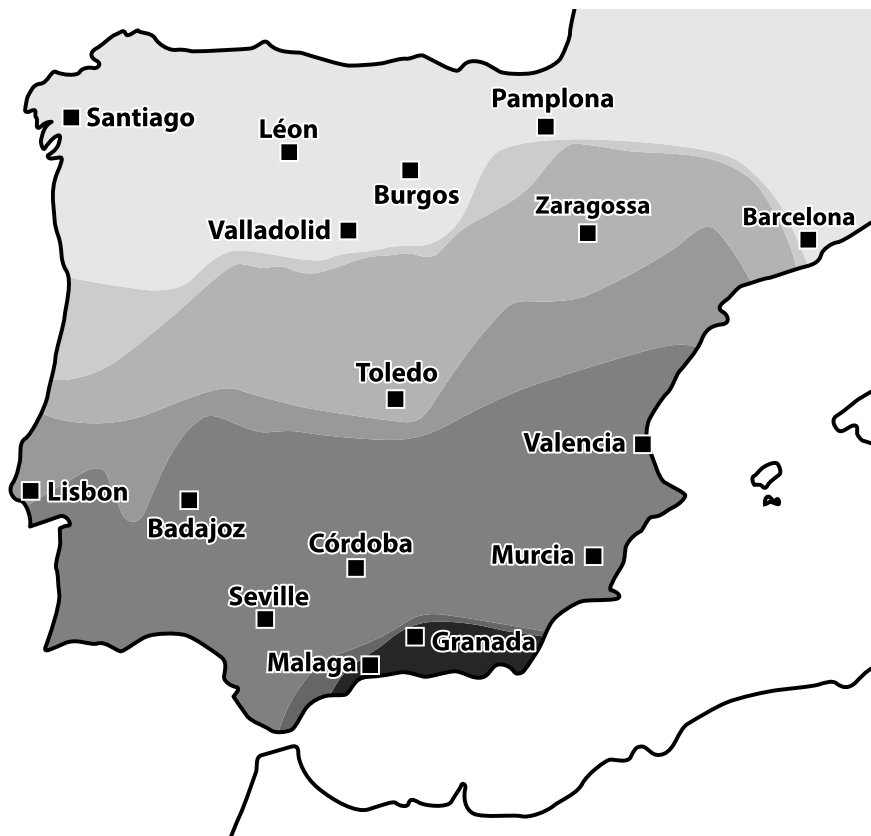 Pamplona
Santiago
Léon
Burgos
Zaragossa
Barcelona
Valladolid
Toledo
Valencia
Lisbon
Badajoz
Córdoba
Murcia
Seville
Granada
Malaga